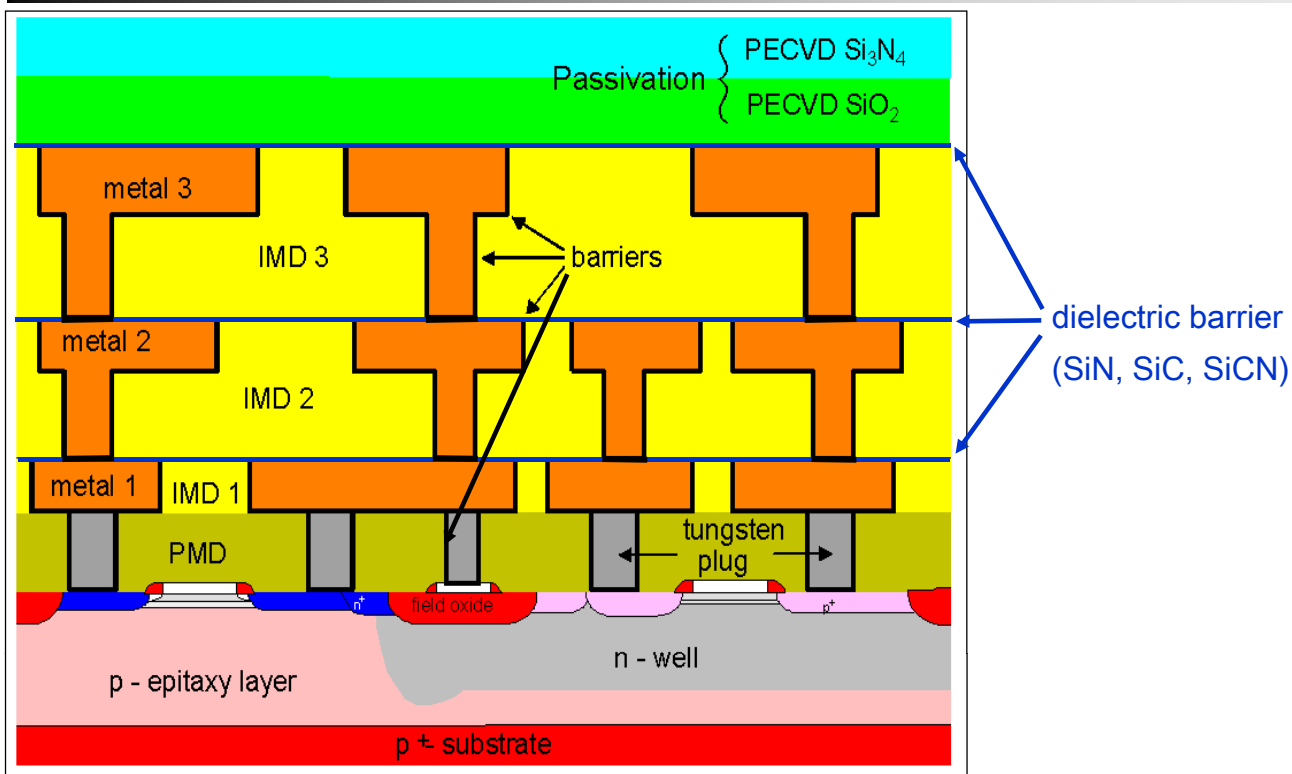 PECVD Si₃N₄
Passivation
PECVD SiO₂
metal 3
IMD 3
barriers
metal 2
IMD 2
dielectric barrier
(SiN, SiC, SiCN)
metal 1
IMD 1
PMD
tungsten
plug
n⁺
field oxide
p⁺
n - well
p - epitaxy layer
p⁺- substrate